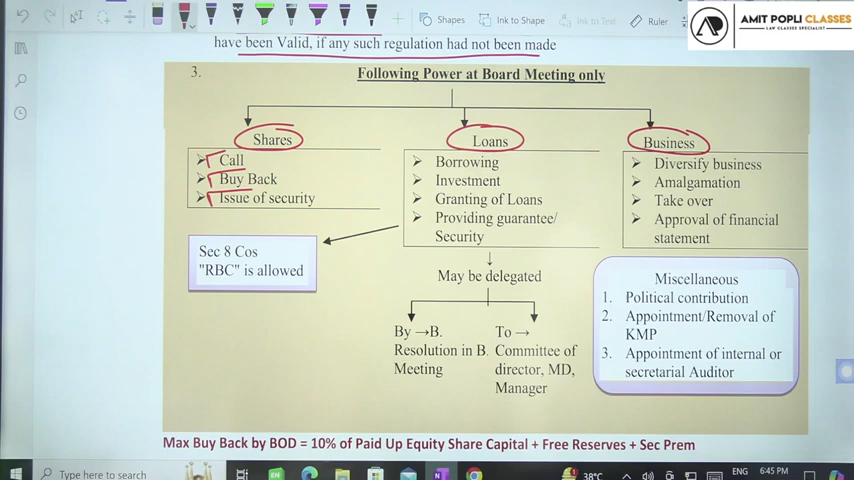 Shapes
Ink to Shape
Ink to Text
Ruler
AMIT POPLI CLASSES
LAW CLASSES SPECIALIST
have been Valid, if any such regulation had not been made
3.
Following Power at Board Meeting only
Shares
Call
Buy Back
Issue of security
Loans
Borrowing
Investment
Granting of Loans
Providing guarantee/
Security
Business
Diversify business
Amalgamation
Take over
Approval of financial
statement
Sec 8 Cos
"RBC" is allowed
May be delegated
By →B.
Resolution in B.
Meeting
To →
Committee of
director, MD,
Manager
Miscellaneous
1. Political contribution
2. Appointment/Removal of
KMP
3. Appointment of internal or
secretarial Auditor
Max Buy Back by BOD = 10% of Paid Up Equity Share Capital + Free Reserves + Sec Prem
Type here to search
38°C
ENG
6:45 PM